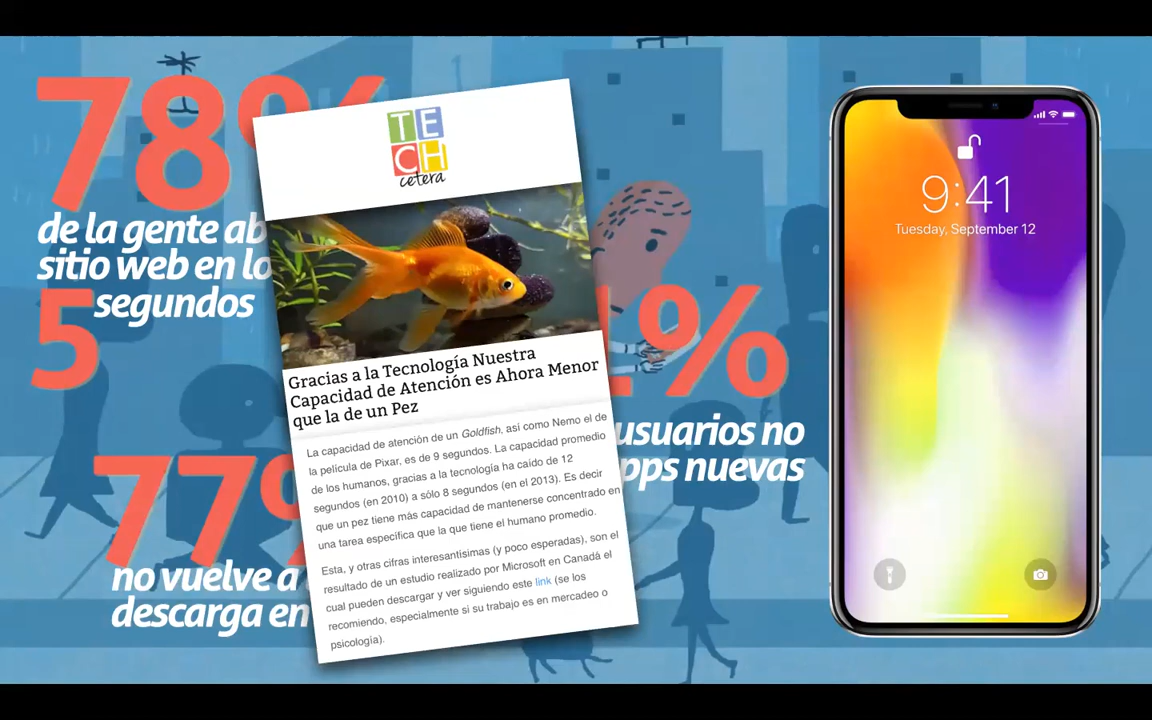 78%
de la gente
sitio web en
5 segundos
77%
no vuelve a
descarga en
%
usuarios no
nuevas
TECH
cetera
Gracias a la Tecnología Nuestra
Capacidad de Atención es Ahora Menor
que la de un Pez
La capacidad de atención de un Goldfish, así como Nemo el de
la película de Pixar, es de 9 segundos. La capacidad promedio
de los humanos, gracias a la tecnología ha caído de 12
segundos (en 2010) a sólo 8 segundos (en el 2013). Es decir
que un pez tiene más capacidad de mantenerse concentrado en
una tarea específica que la que tiene el humano promedio.
Esta, y otras cifras interesantísimas (y poco esperadas), son el
resultado de un estudio realizado por Microsoft en Canadá el
cual pueden descargar y ver siguiendo este link (se los
recomiendo, especialmente si su trabajo es en mercadeo o
psicología).
9:41
Tuesday, September 12